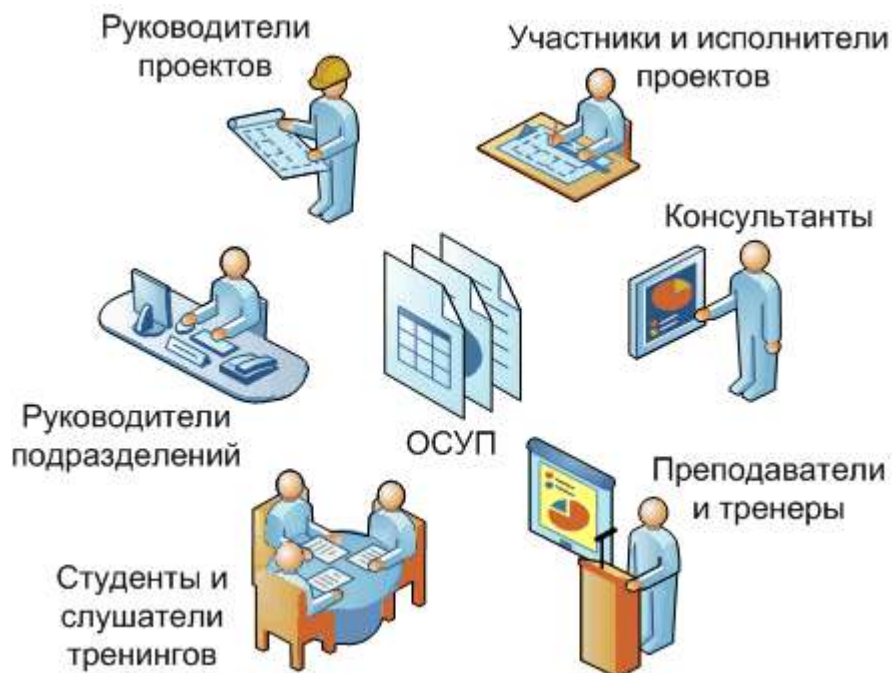 Руководители
проектов
Участники и исполнители
проектов
Консультанты
Руководители
подразделений
ОСУП
Преподаватели
и тренеры
Студенты и
слушатели
тренингов